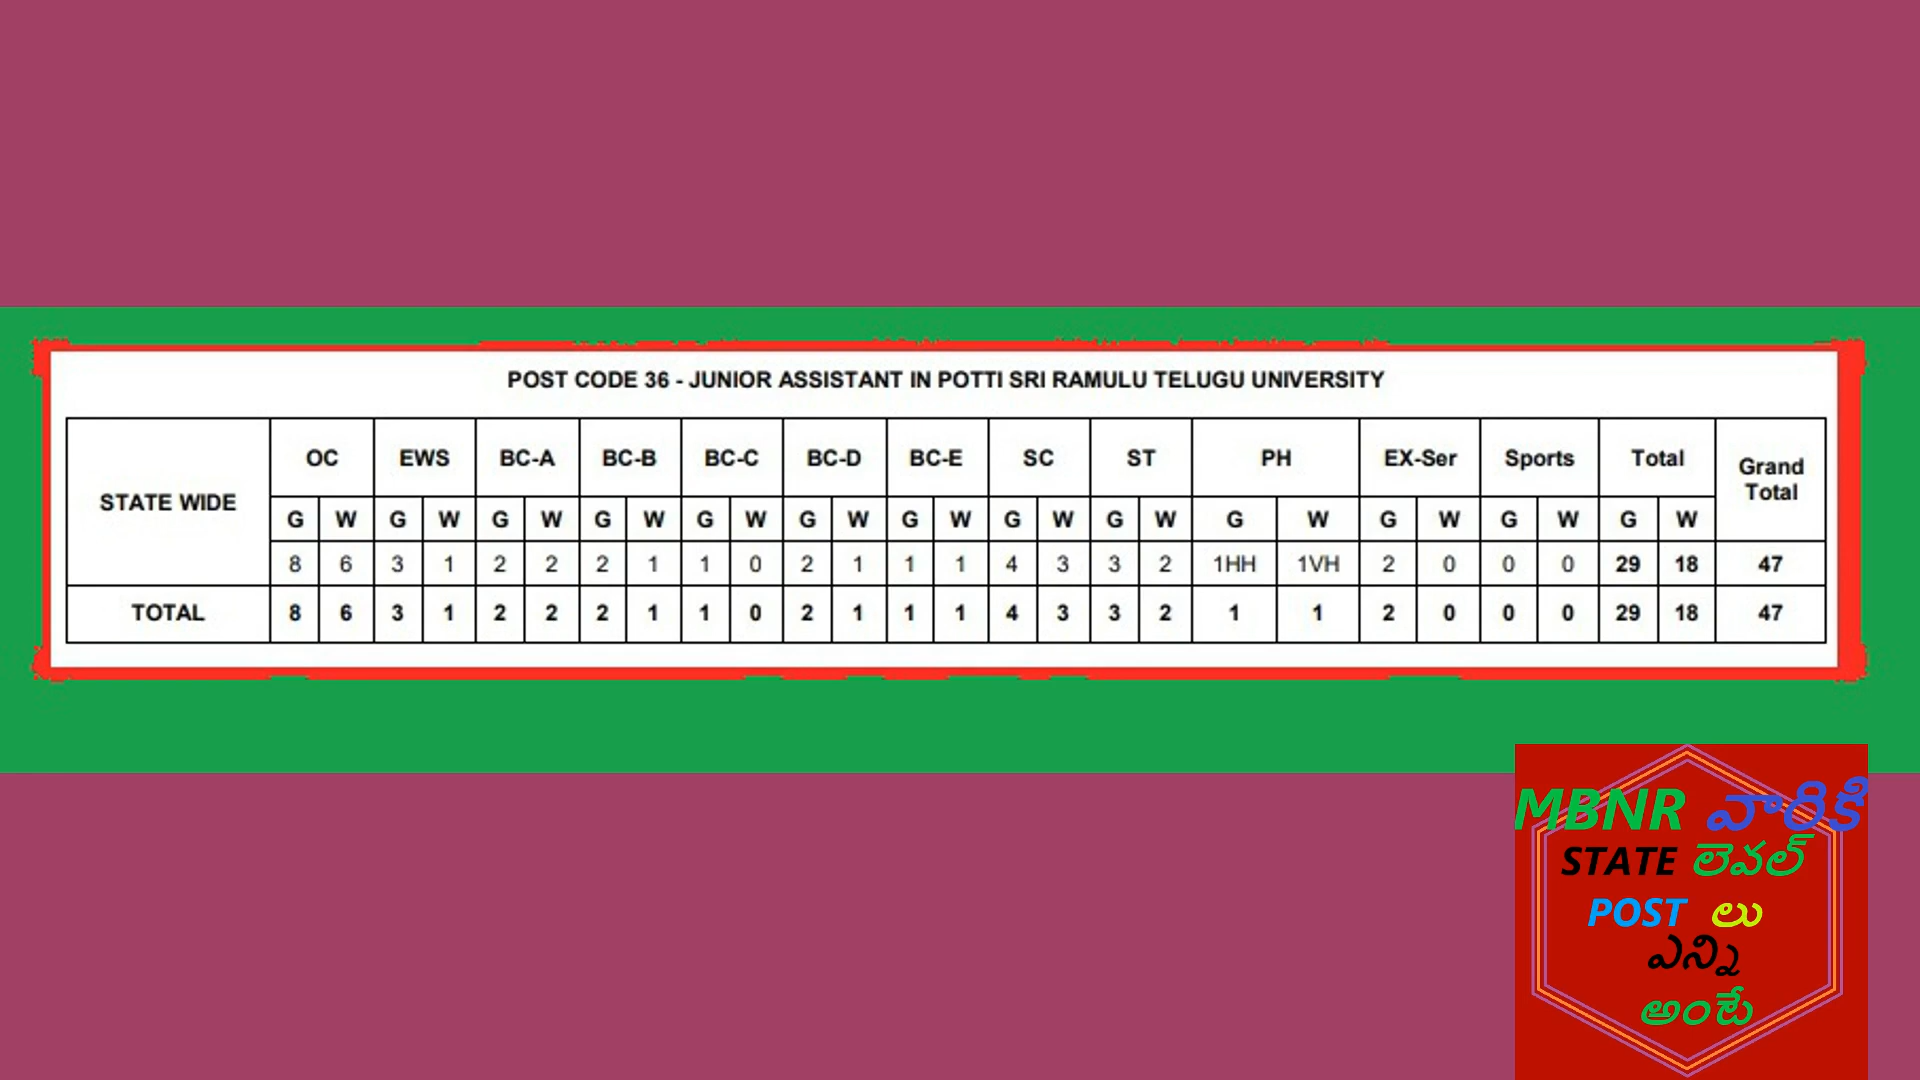 POST CODE 36 - JUNIOR ASSISTANT IN POTTI SRI RAMULU TELUGU UNIVERSITY
STATE WIDE OC EWS BC-A BC-B BC-C BC-D BC-E SC ST PH EX-Ser Sports Total Grand Total
G W G W G W G W G W G W G W G W G W G W G W G W G W
8 6 3 1 2 2 2 1 1 0 2 1 1 1 4 3 3 2 1HH 1VH 2 0 0 0 29 18 47
TOTAL 8 6 3 1 2 2 2 1 1 0 2 1 1 1 4 3 3 2 1 1 2 0 0 0 29 18 47
MBNR వారికి
STATE లెవల్
POST లు
ఎన్ని
అంటే